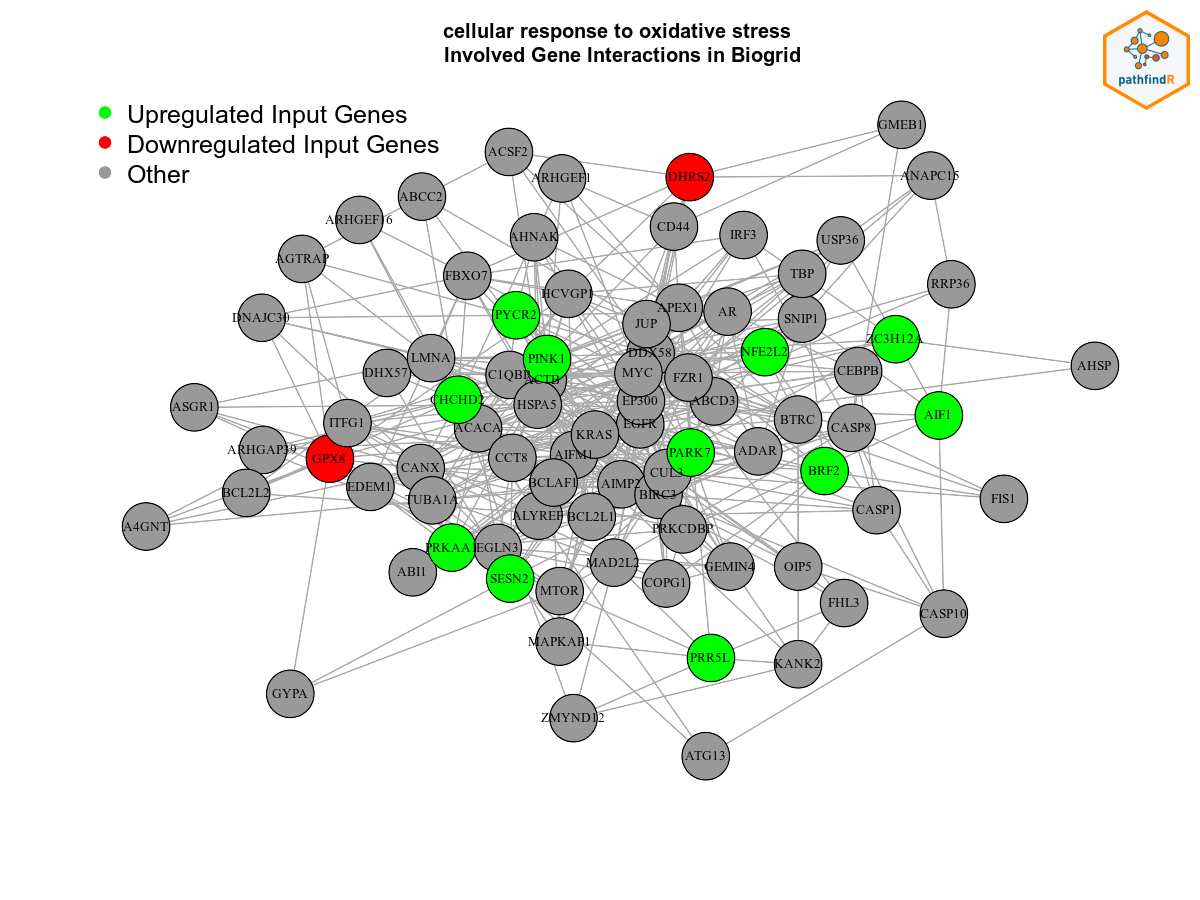 cellular response to oxidative stress
Involved Gene Interactions in Biogrid
pathfindR
Upregulated Input Genes
Downregulated Input Genes
Other
GMEB1
ACSF2
ARHGEF1
DHRS2
ANAPC15
ABCC2
ARHGEF16
CD44
AHNAK
IRF3
USP36
AGTRAP
FBXO7
TBP
RRP36
HCVGP1
APEX1
AR
DNAJC30
PYCR2
JUP
SNIP1
ZC3H12A
DDX58
NFE2L2
LMNA
PINK1
AHSP
DHX57
C1QBP
ACTB
MYC
FZR1
CEBPB
CHCHD2
HSPA5
EP300
ABCD3
ASGR1
AIF1
ITFG1
ACACA
KRAS
EGFR
BTRC
CASP8
ARHGAP39
GPX8
CCT8
AIFM1
PARK7
ADAR
CANX
CUL3
BRF2
EDEM1
BCLAF1
AIMP2
BIRC3
BCL2L2
TUBA1A
FIS1
CASP1
A4GNT
ALYREF
BCL2L1
PRKCDBP
PRKAA1
EGLN3
ABI1
SESN2
MAD2L2
GEMIN4
OIP5
COPG1
MTOR
FHL3
CASP10
MAPKAP1
PRR5L
KANK2
GYPA
ZMYND12
ATG13